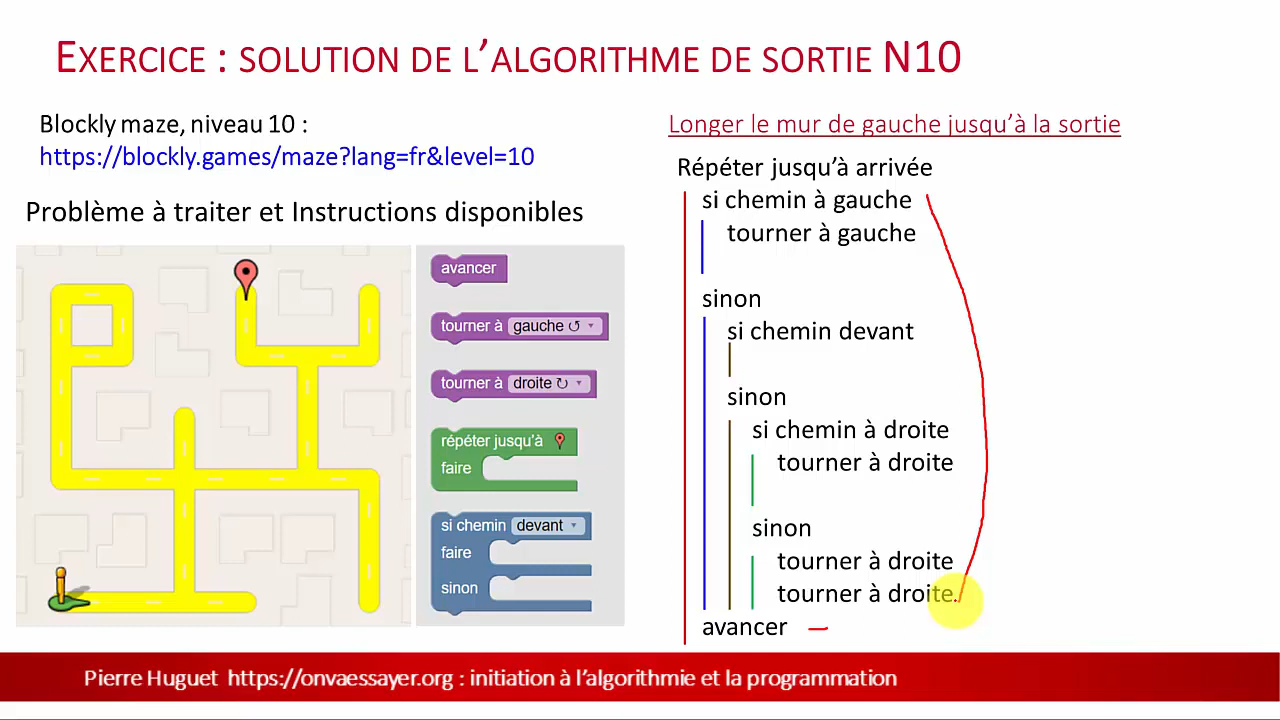 EXERCICE : SOLUTION DE L'ALGORITHME DE SORTIE N10
Blockly maze, niveau 10 :
https://blockly.games/maze?lang=fr&level=10
Problème à traiter et Instructions disponibles
avancer
tourner à gauche ↺ ▾
tourner à droite ↻ ▾
répéter jusqu'à
faire
si chemin devant ▾
faire
sinon
Longer le mur de gauche jusqu'à la sortie
Répéter jusqu'à arrivée
si chemin à gauche
tourner à gauche
sinon
si chemin devant
sinon
si chemin à droite
tourner à droite
sinon
tourner à droite
tourner à droite
avancer
Pierre Huguet https://onvaessayer.org : initiation à l'algorithmie et la programmation